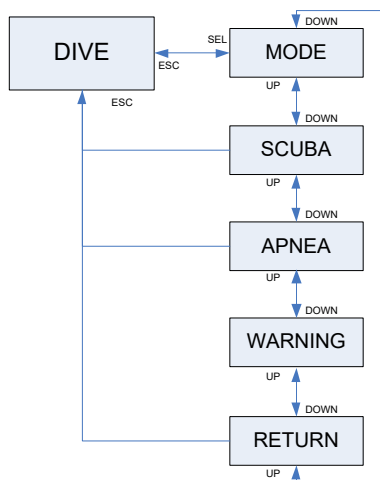 DOWN
DIVE
SEL
MODE
ESC
UP
ESC
DOWN
SCUBA
UP
DOWN
APNEA
UP
DOWN
WARNING
UP
DOWN
RETURN
UP